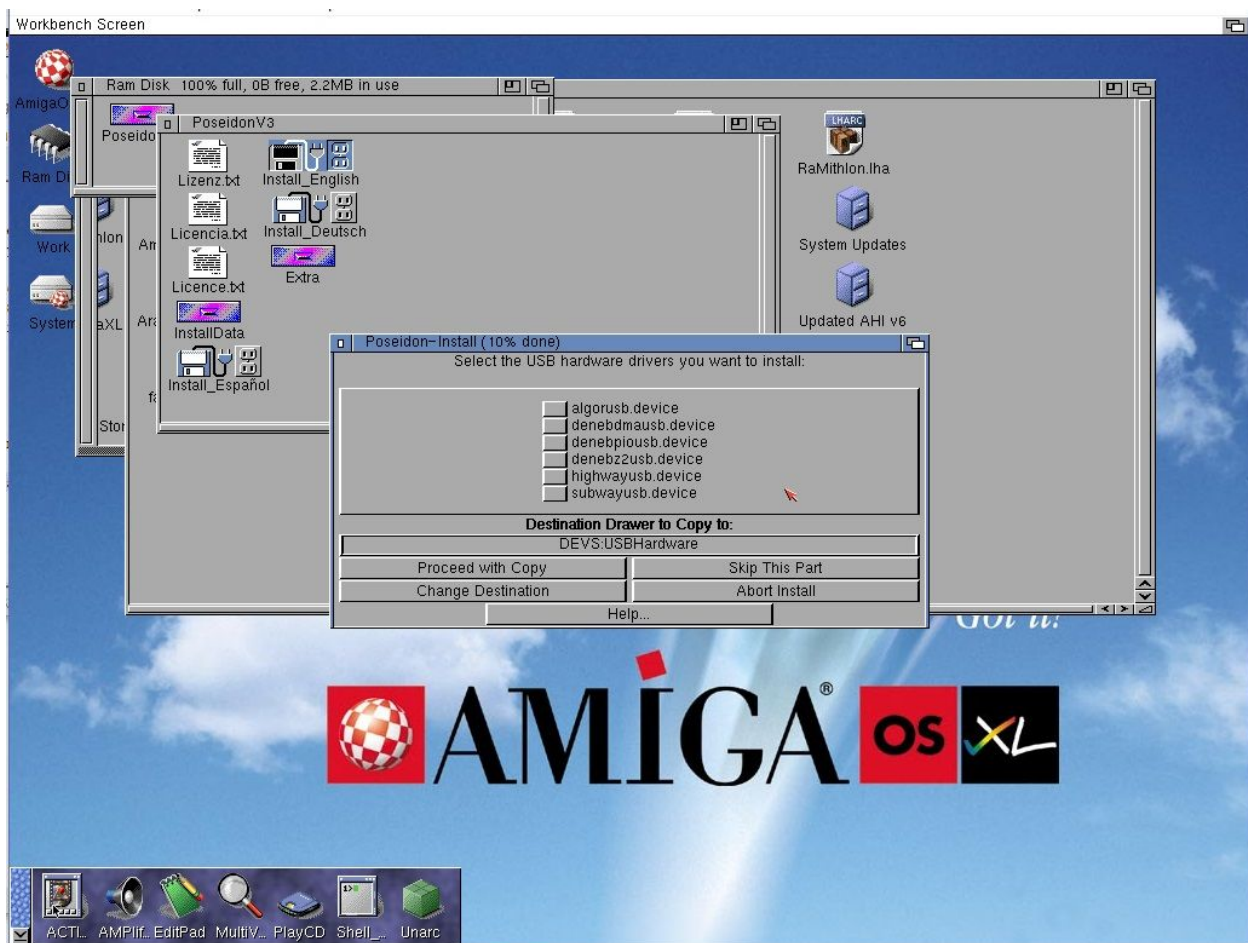 Workbench Screen
Ram Disk 100% full, 0B free, 2.2MB in use
Ram Di
Work
System
PoseidonV3
Lizenz.txt
Install_English
Licencia.txt
Install_Deutsch
Licence.txt
Extra
InstallData
Install_Español
RaMithlon.lha
LHARC
System Updates
Updated AHI v6
Poseidon-Install (10% done)
Select the USB hardware drivers you want to install:
algorusb.device
denebdmausb.device
denebpiousb.device
denebz2usb.device
highwayusb.device
subwayusb.device
Destination Drawer to Copy to:
DEVS:USBHardware
Proceed with Copy
Skip This Part
Change Destination
Abort Install
Help...
Got it!
AMIGA®
OS XL
ACTI...
AMPlif...
EditPad
MultiV...
PlayCD
Shell_...
Unarc